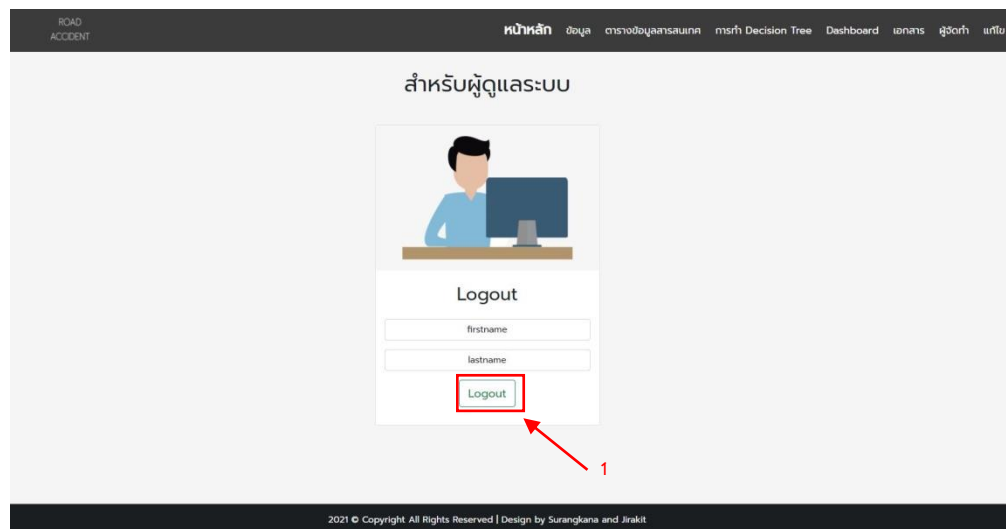 ROAD
ACCIDENT
หน้าหลัก ข้อมูล ตารางข้อมูลสารสนเทศ การทำ Decision Tree Dashboard เอกสาร ผู้จัดทำ แก้ไข
สำหรับผู้ดูแลระบบ
Logout
firstname
lastname
Logout
1
2021 © Copyright All Rights Reserved | Design by Surangkana and Jirakit